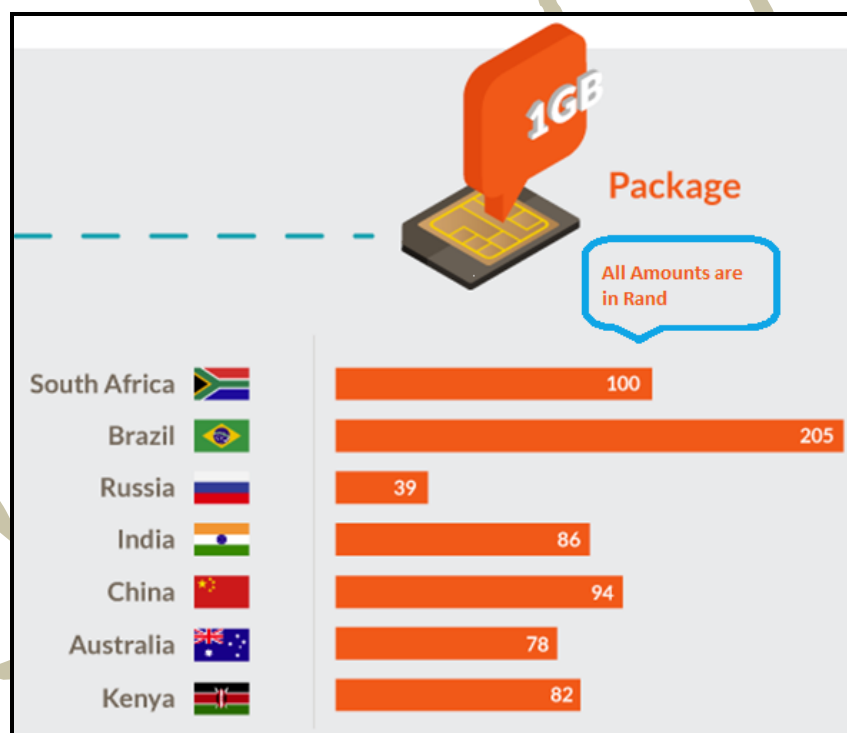 1GB
Package
All Amounts are
in Rand
South Africa 100
Brazil 205
Russia 39
India 86
China 94
Australia 78
Kenya 82